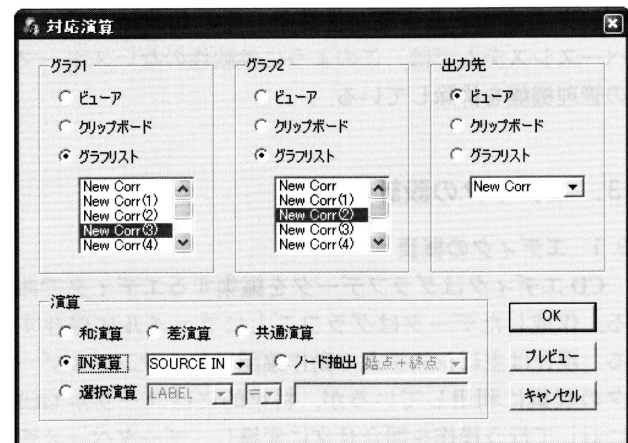 対応演算
グラフ1
ビューア
クリップボード
グラフリスト
New Corr
New Corr(1)
New Corr(2)
New Corr(3)
New Corr(4)
グラフ2
ビューア
クリップボード
グラフリスト
New Corr
New Corr(1)
New Corr(2)
New Corr(3)
New Corr(4)
出力先
ビューア
クリップボード
グラフリスト
New Corr
演算
和演算 差演算 共通演算
IN演算 SOURCE IN ノード抽出 始点+終点
選択演算 LABEL =
OK
プレビュー
キャンセル